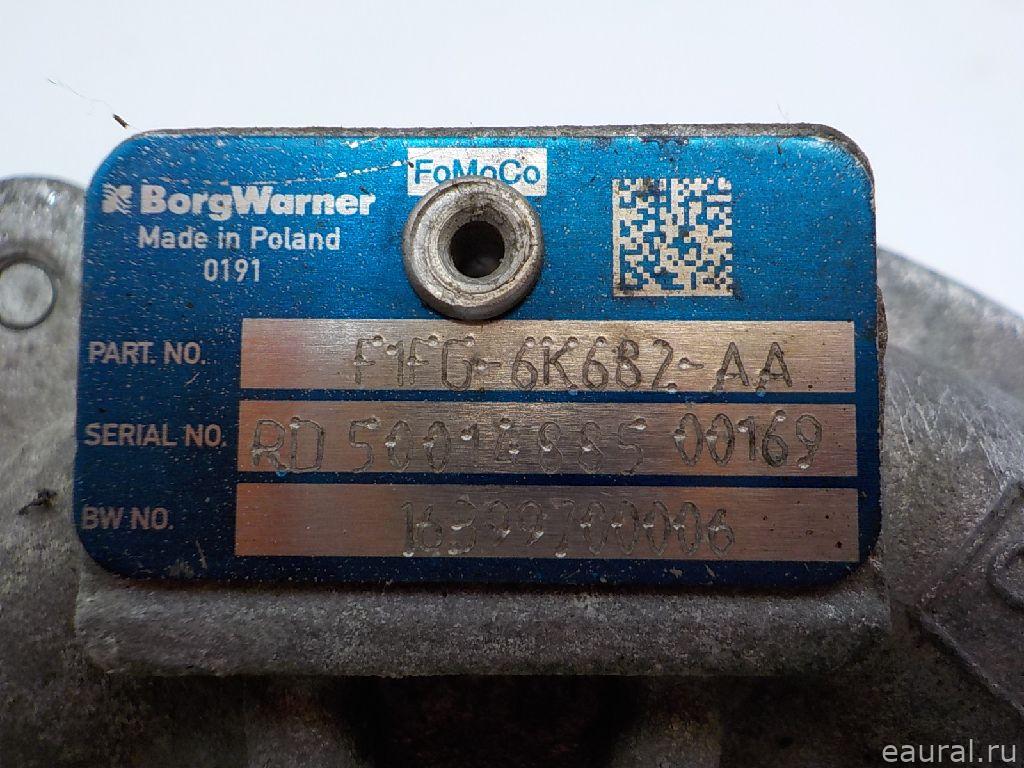 FoMoCo
BorgWarner
Made in Poland
0191
PART. NO. F1FG-6K682-AA
SERIAL NO. RD 50014885 00169
BW NO. 16399700006
eaural.ru